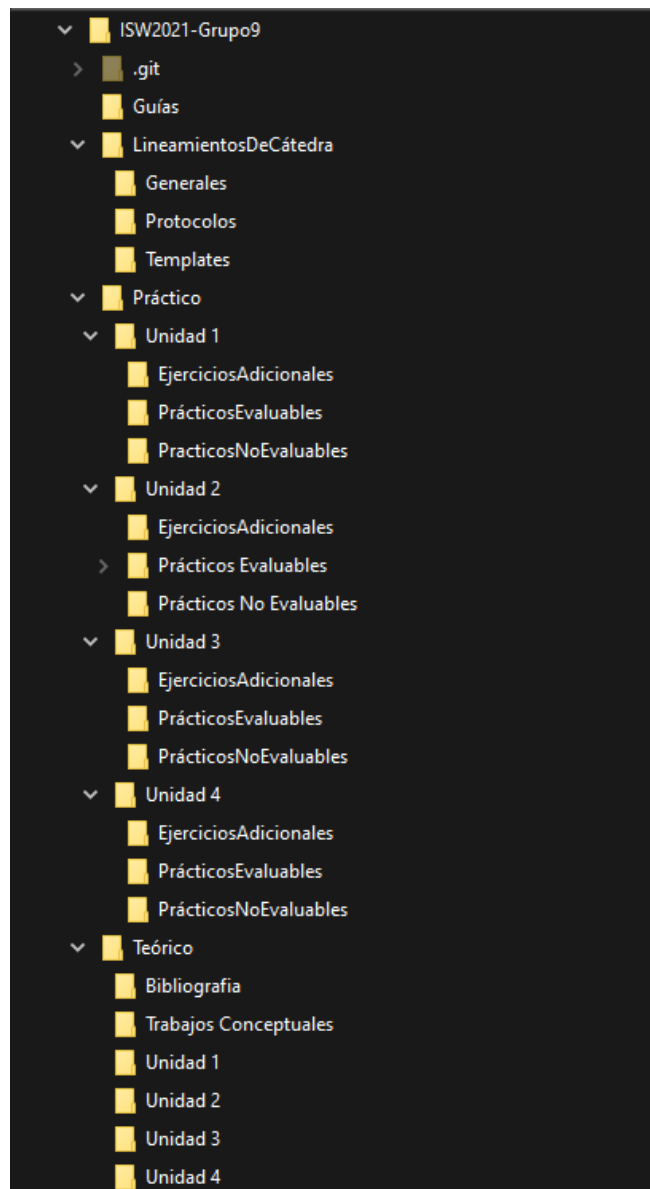 ISW2021-Grupo9
.git
Guías
LineamientosDeCátedra
Generales
Protocolos
Templates
Práctico
Unidad 1
EjerciciosAdicionales
PrácticosEvaluables
PracticosNoEvaluables
Unidad 2
EjerciciosAdicionales
Prácticos Evaluables
Prácticos No Evaluables
Unidad 3
EjerciciosAdicionales
PrácticosEvaluables
PrácticosNoEvaluables
Unidad 4
EjerciciosAdicionales
PrácticosEvaluables
PrácticosNoEvaluables
Teórico
Bibliografia
Trabajos Conceptuales
Unidad 1
Unidad 2
Unidad 3
Unidad 4